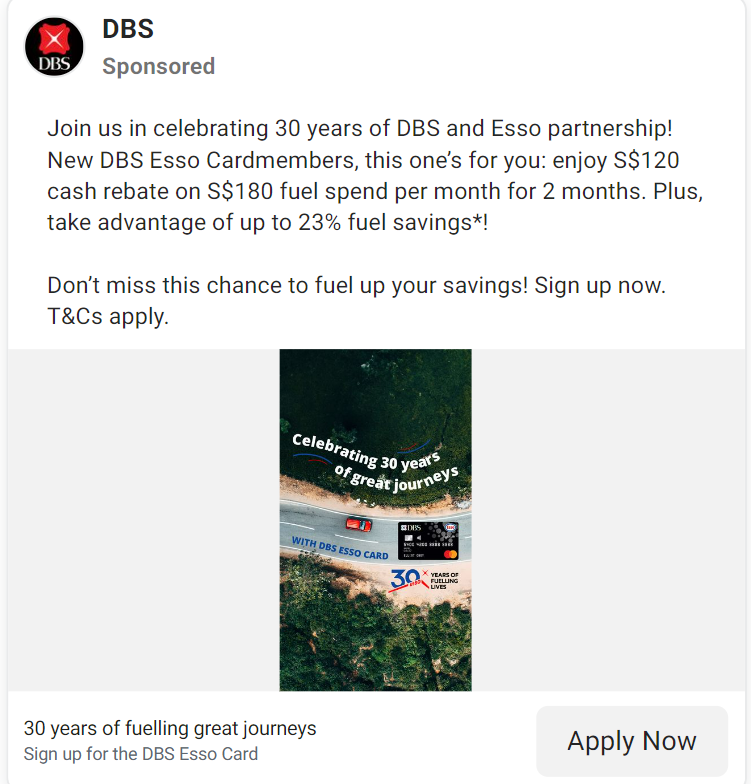 DBS
DBS
Sponsored
Join us in celebrating 30 years of DBS and Esso partnership!
New DBS Esso Cardmembers, this one’s for you: enjoy S$120
cash rebate on S$180 fuel spend per month for 2 months. Plus,
take advantage of up to 23% fuel savings*!
Don’t miss this chance to fuel up your savings! Sign up now.
T&Cs apply.
Celebrating 30 years
of great journeys
WITH DBS ESSO CARD
DBS
30
YEARS OF
FUELLING
LIVES
30 years of fuelling great journeys
Sign up for the DBS Esso Card
Apply Now